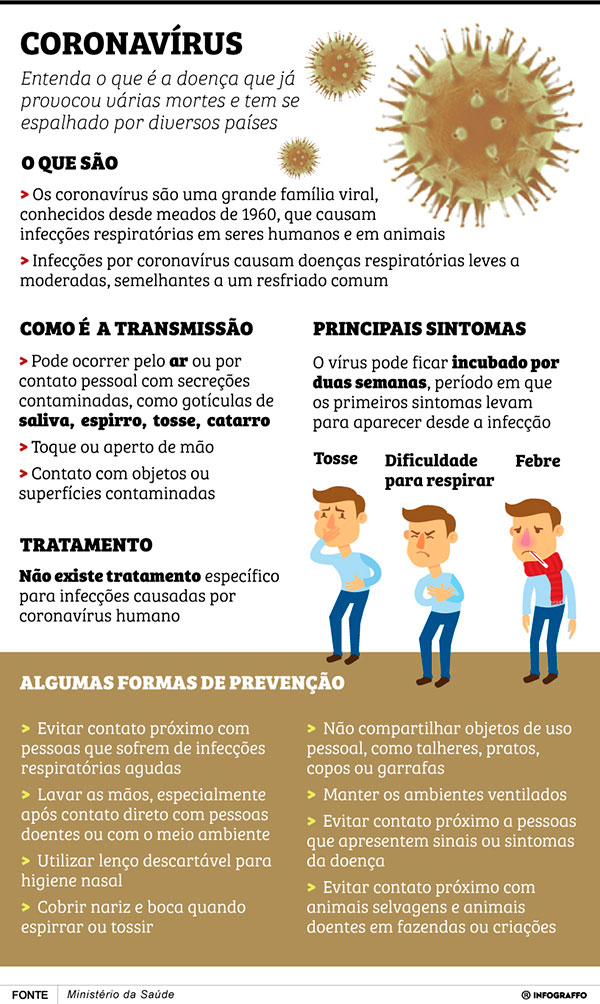 CORONAVÍRUS
Entenda o que é a doença que já
provocou várias mortes e tem se
espalhado por diversos países
O QUE SÃO
> Os coronavírus são uma grande família viral,
conhecidos desde meados de 1960, que causam
infecções respiratórias em seres humanos e em animais
> Infecções por coronavírus causam doenças respiratórias leves a
moderadas, semelhantes a um resfriado comum
COMO É A TRANSMISSÃO
> Pode ocorrer pelo ar ou por
contato pessoal com secreções
contaminadas, como gotículas de
saliva, espirro, tosse, catarro
> Toque ou aperto de mão
> Contato com objetos ou
superfícies contaminadas
TRATAMENTO
Não existe tratamento específico
para infecções causadas por
coronavírus humano
PRINCIPAIS SINTOMAS
O vírus pode ficar incubado por
duas semanas, período em que
os primeiros sintomas levam
para aparecer desde a infecção
Tosse
Dificuldade
para respirar
Febre
ALGUMAS FORMAS DE PREVENÇÃO
> Evitar contato próximo com
pessoas que sofrem de infecções
respiratórias agudas
> Lavar as mãos, especialmente
após contato direto com pessoas
doentes ou com o meio ambiente
> Utilizar lenço descartável para
higiene nasal
> Cobrir nariz e boca quando
espirrar ou tossir
> Não compartilhar objetos de uso
pessoal, como talheres, pratos,
copos ou garrafas
> Manter os ambientes ventilados
> Evitar contato próximo a pessoas
que apresentem sinais ou sintomas
da doença
> Evitar contato próximo com
animais selvagens e animais
doentes em fazendas ou criações
FONTE Ministério da Saúde
® INFOGRAFFO